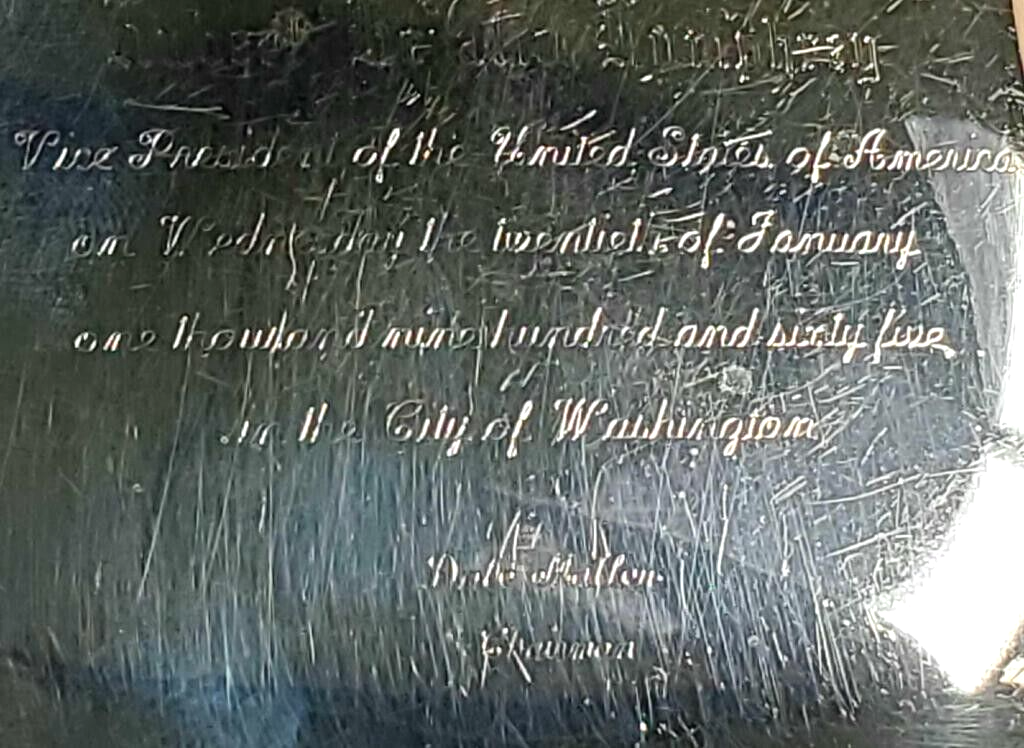 Humphrey
Vice President of the United States of America
on Wednesday the twentieth of January
one thousand nine hundred and sixty five
in the City of Washington
Dale Miller
Chairman